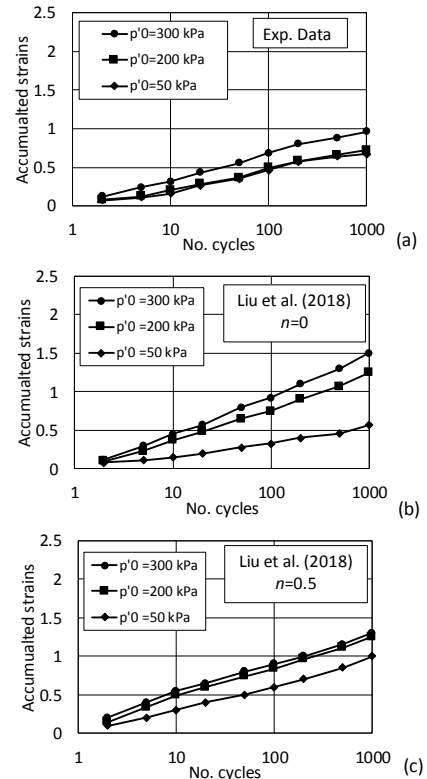 2.5
2
1.5
1
0.5
0
Accumualted strains
p'0=300 kPa
p'0=200 kPa
p'0=50 kPa
Exp. Data
1 10 100 1000
No. cycles
(a)
2.5
2
1.5
1
0.5
0
Accumualted strains
p'0 =300 kPa
p'0 =200 kPa
p'0 =50 kPa
Liu et al. (2018)
n=0
1 10 100 1000
No. cycles
(b)
2.5
2
1.5
1
0.5
0
Accumualted strains
p'0 =300 kPa
p'0 =200 kPa
p'0 =50 kPa
Liu et al. (2018)
n=0.5
1 10 100 1000
No. cycles
(c)